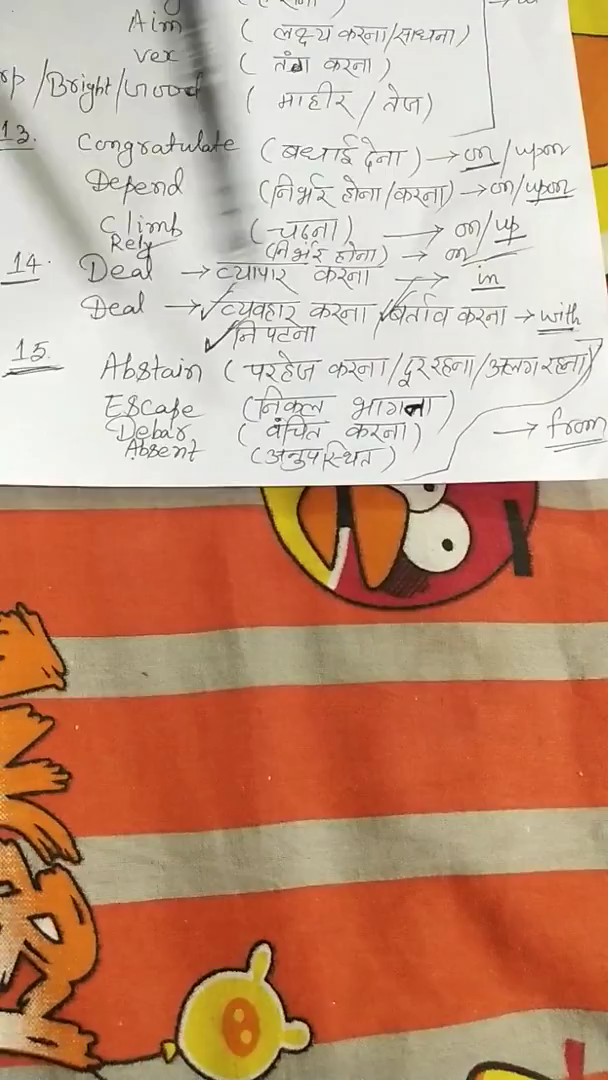 Aim ( लक्ष्य करना/साधना)
Vex ( तंग करना)
/Bright/Good ( माहीर / तेज)
13. Congratulate (बधाई देना) → on/upon
Depend (निर्भर होना/करना) → on/upon
Climb (चढना) → on/up
Rely (निर्भर होना) → on
14. Deal → व्यापार करना → in
Deal → व्यवहार करना / बर्ताव करना → with
निपटना
15. Abstain (परहेज करना/दूर रहना/अलग रहना)
Escape (निकल भागना)
Debar (वंचित करना) → from
Absent (अनुपस्थित)